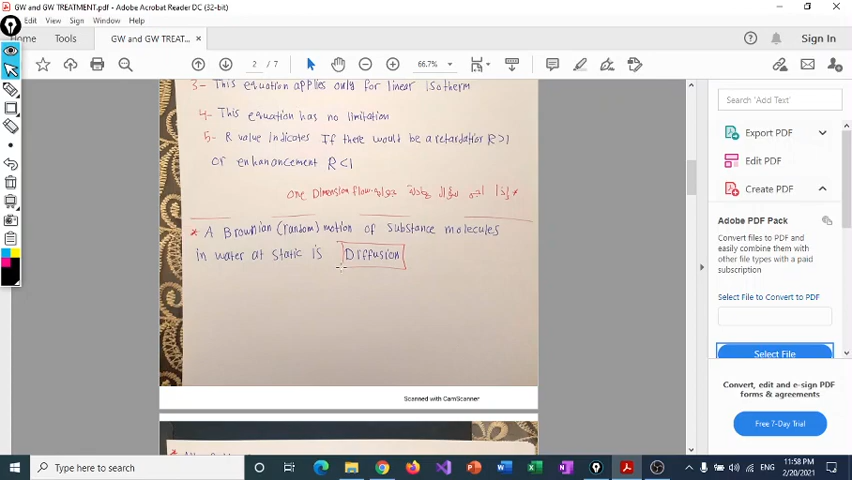 GW and GW TREATMENT.pdf - Adobe Acrobat Reader DC (32-bit)
Edit View Sign Window Help
Home Tools GW and GW TREAT... × Sign In
2 / 7 66.7%
3- This equation applies only for linear isotherm
4- This equation has no limitation
5- R value indicates If there would be a retardation R>1
or enhancement R<1
one Dimension flow
* A Brownian (random) motion of substance molecules
in water at static is Diffusion
Scanned with CamScanner
Search 'Add Text'
Export PDF
Edit PDF
Create PDF
Adobe PDF Pack
Convert files to PDF and
easily combine them with
other file types with a paid
subscription
Select File to Convert to PDF
Select File
Convert, edit and e-sign PDF
forms & agreements
Free 7-Day Trial
Type here to search
ENG
11:58 PM
2/20/2021